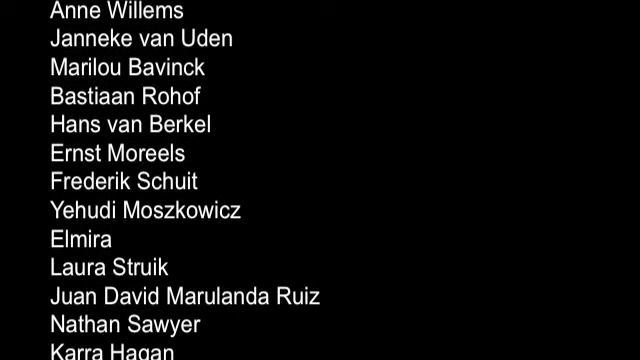 Anne Willems
Janneke van Uden
Marilou Bavinck
Bastiaan Rohof
Hans van Berkel
Ernst Moreels
Frederik Schuit
Yehudi Moszkowicz
Elmira
Laura Struik
Juan David Marulanda Ruiz
Nathan Sawyer
Karra Hagan